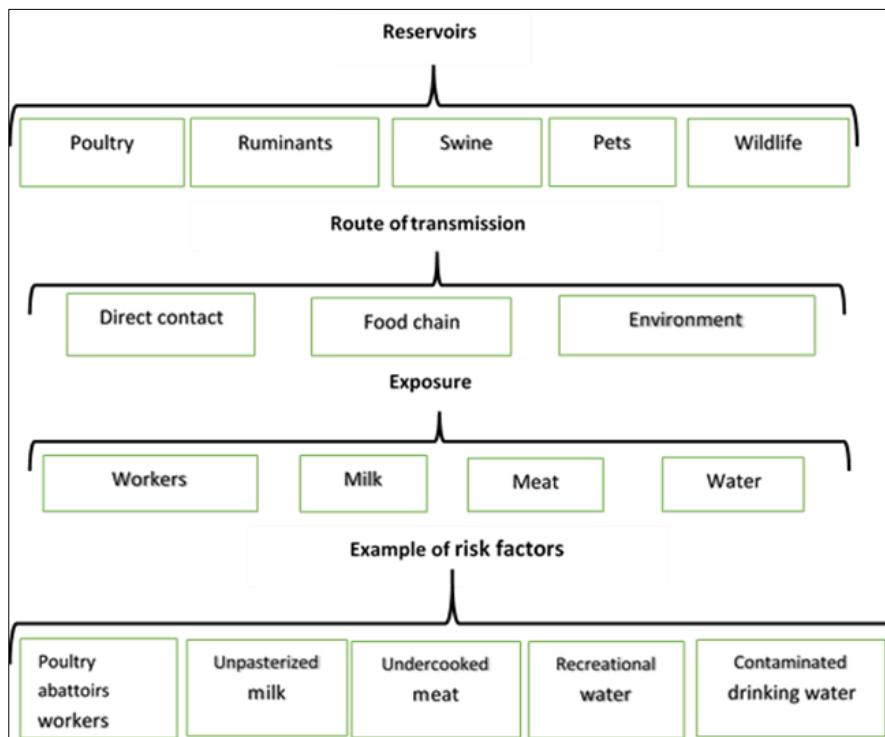 Reservoirs
Poultry
Ruminants
Swine
Pets
Wildlife
Route of transmission
Direct contact
Food chain
Environment
Exposure
Workers
Milk
Meat
Water
Example of risk factors
Poultry
abattoirs
workers
Unpasterized
milk
Undercooked
meat
Recreational
water
Contaminated
drinking water